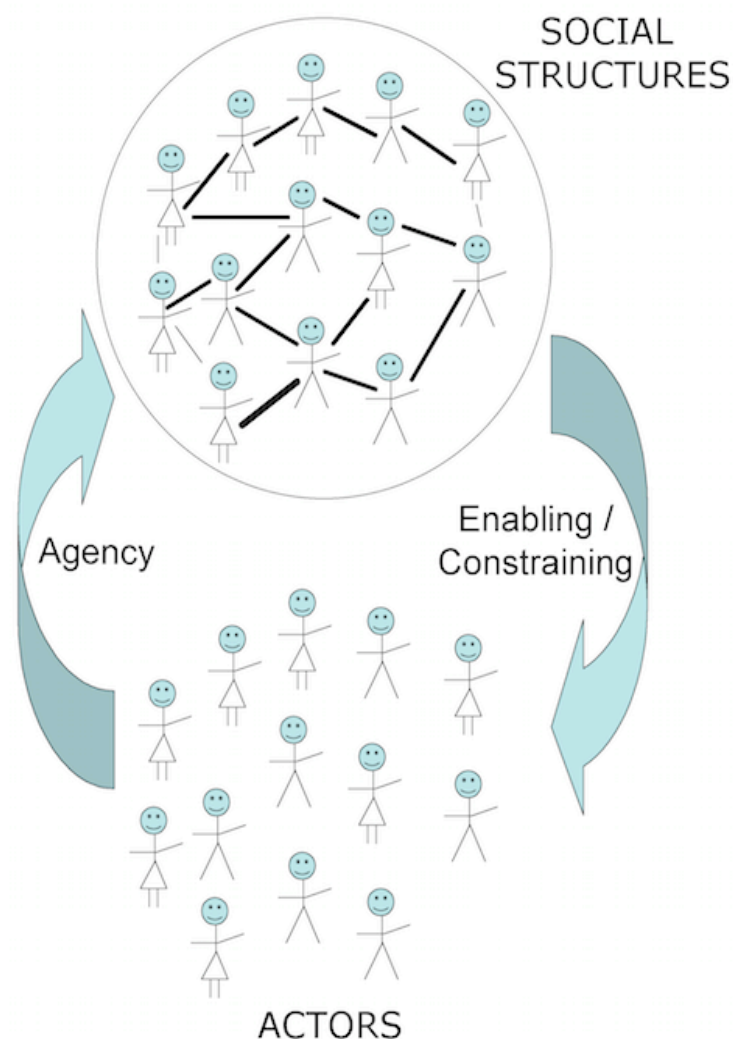 SOCIAL
STRUCTURES
Agency
Enabling /
Constraining
ACTORS